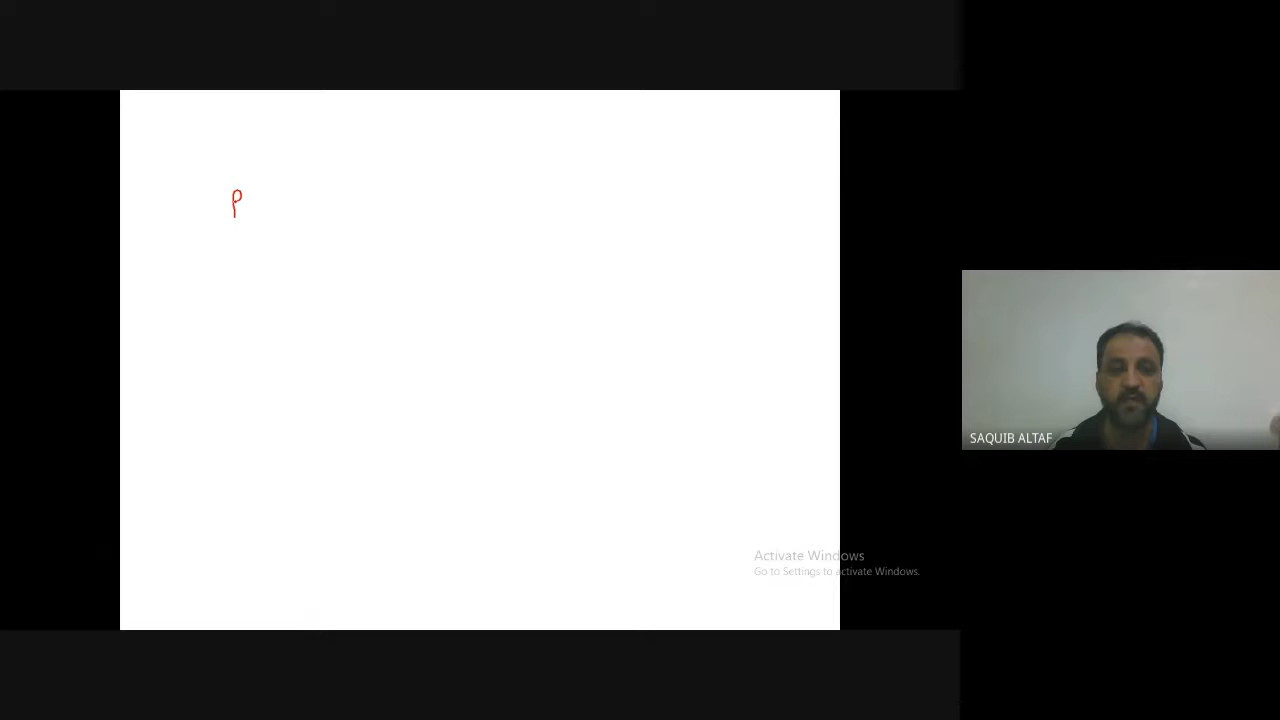 P
SAQUIB ALTAF
Activate Windows
Go to Settings to activate Windows.